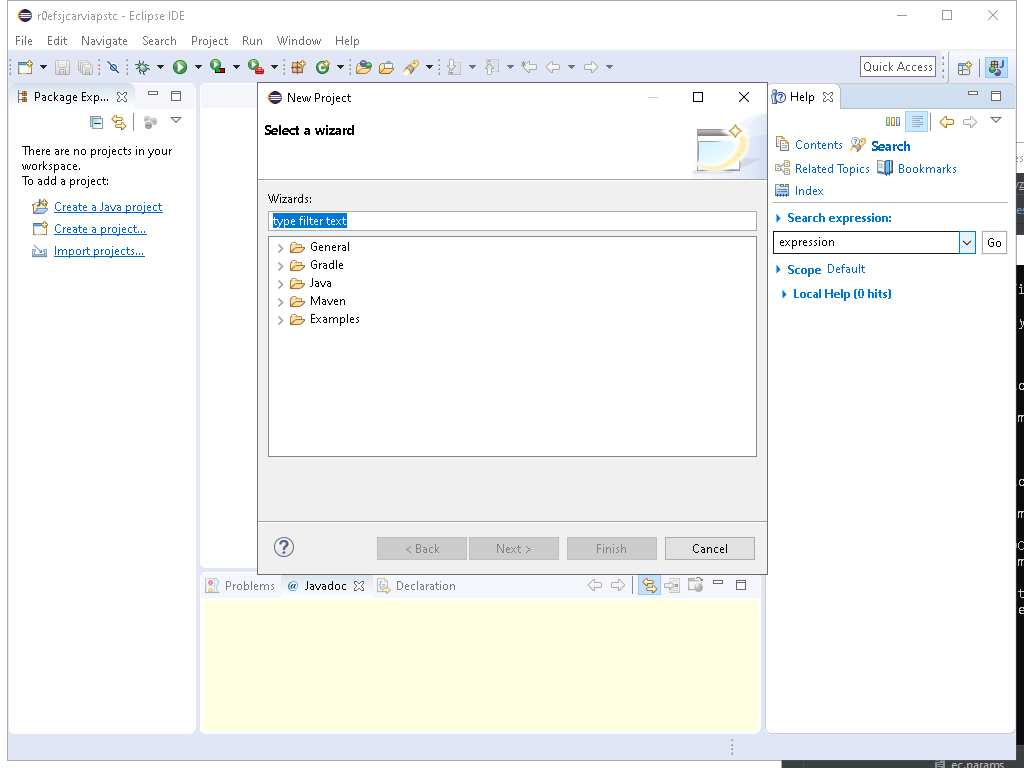 r0efsjcarviapstc - Eclipse IDE
File Edit Navigate Search Project Run Window Help
Quick Access
Package Exp...
There are no projects in your
workspace.
To add a project:
Create a Java project
Create a project...
Import projects...
New Project
Select a wizard
Wizards:
type filter text
General
Gradle
Java
Maven
Examples
< Back Next > Finish Cancel
Help
Contents Search
Related Topics Bookmarks
Index
Search expression:
expression Go
Scope Default
Local Help (0 hits)
Problems @ Javadoc Declaration
ec.params